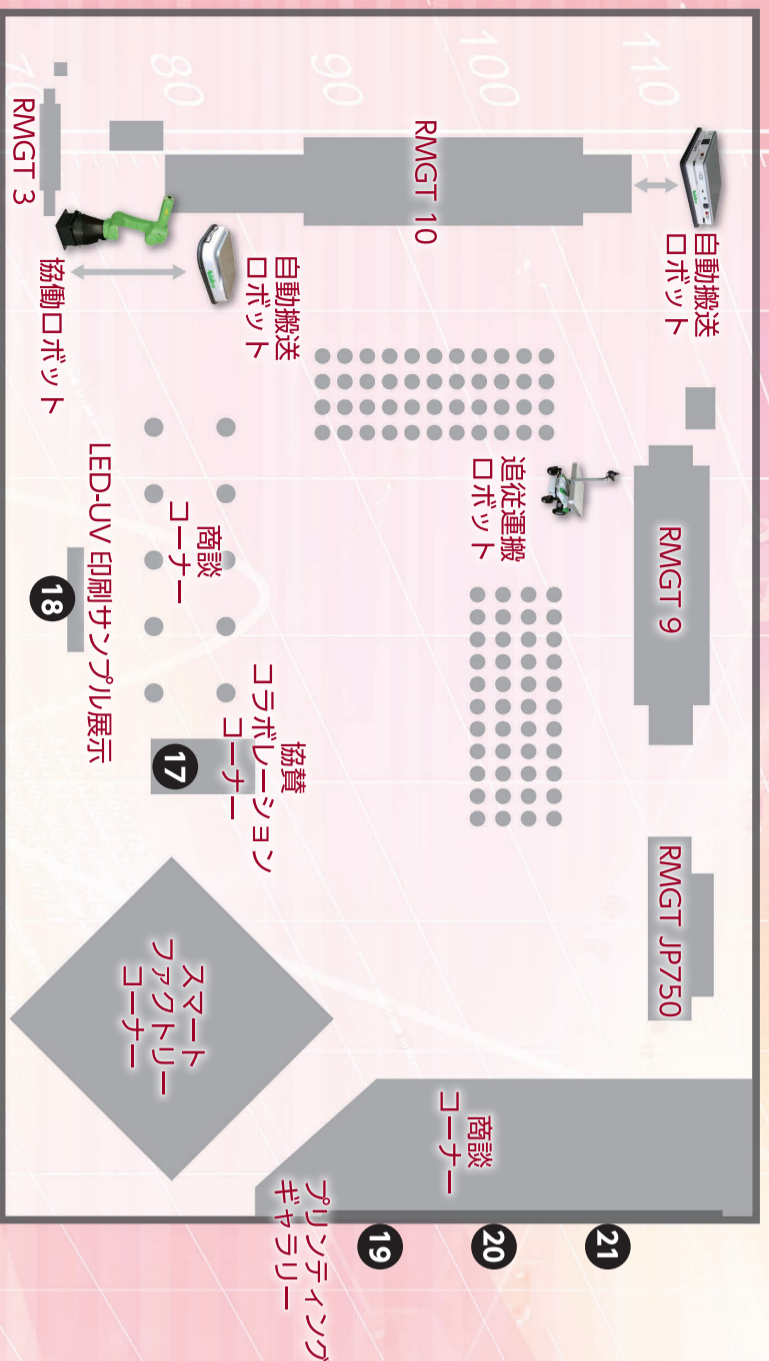 自動搬送
ロボット
RMGT 9
RMGT JP750
21
追従運搬
ロボット
商談
コーナー
20
RMGT 10
19
プリンティング
ギャラリー
自動搬送
ロボット
協賛
コラボレーション
コーナー
17
商談
コーナー
スマート
ファクトリー
コーナー
LED-UV 印刷サンプル展示
18
協働ロボット
RMGT 3
70
80
90
100
110